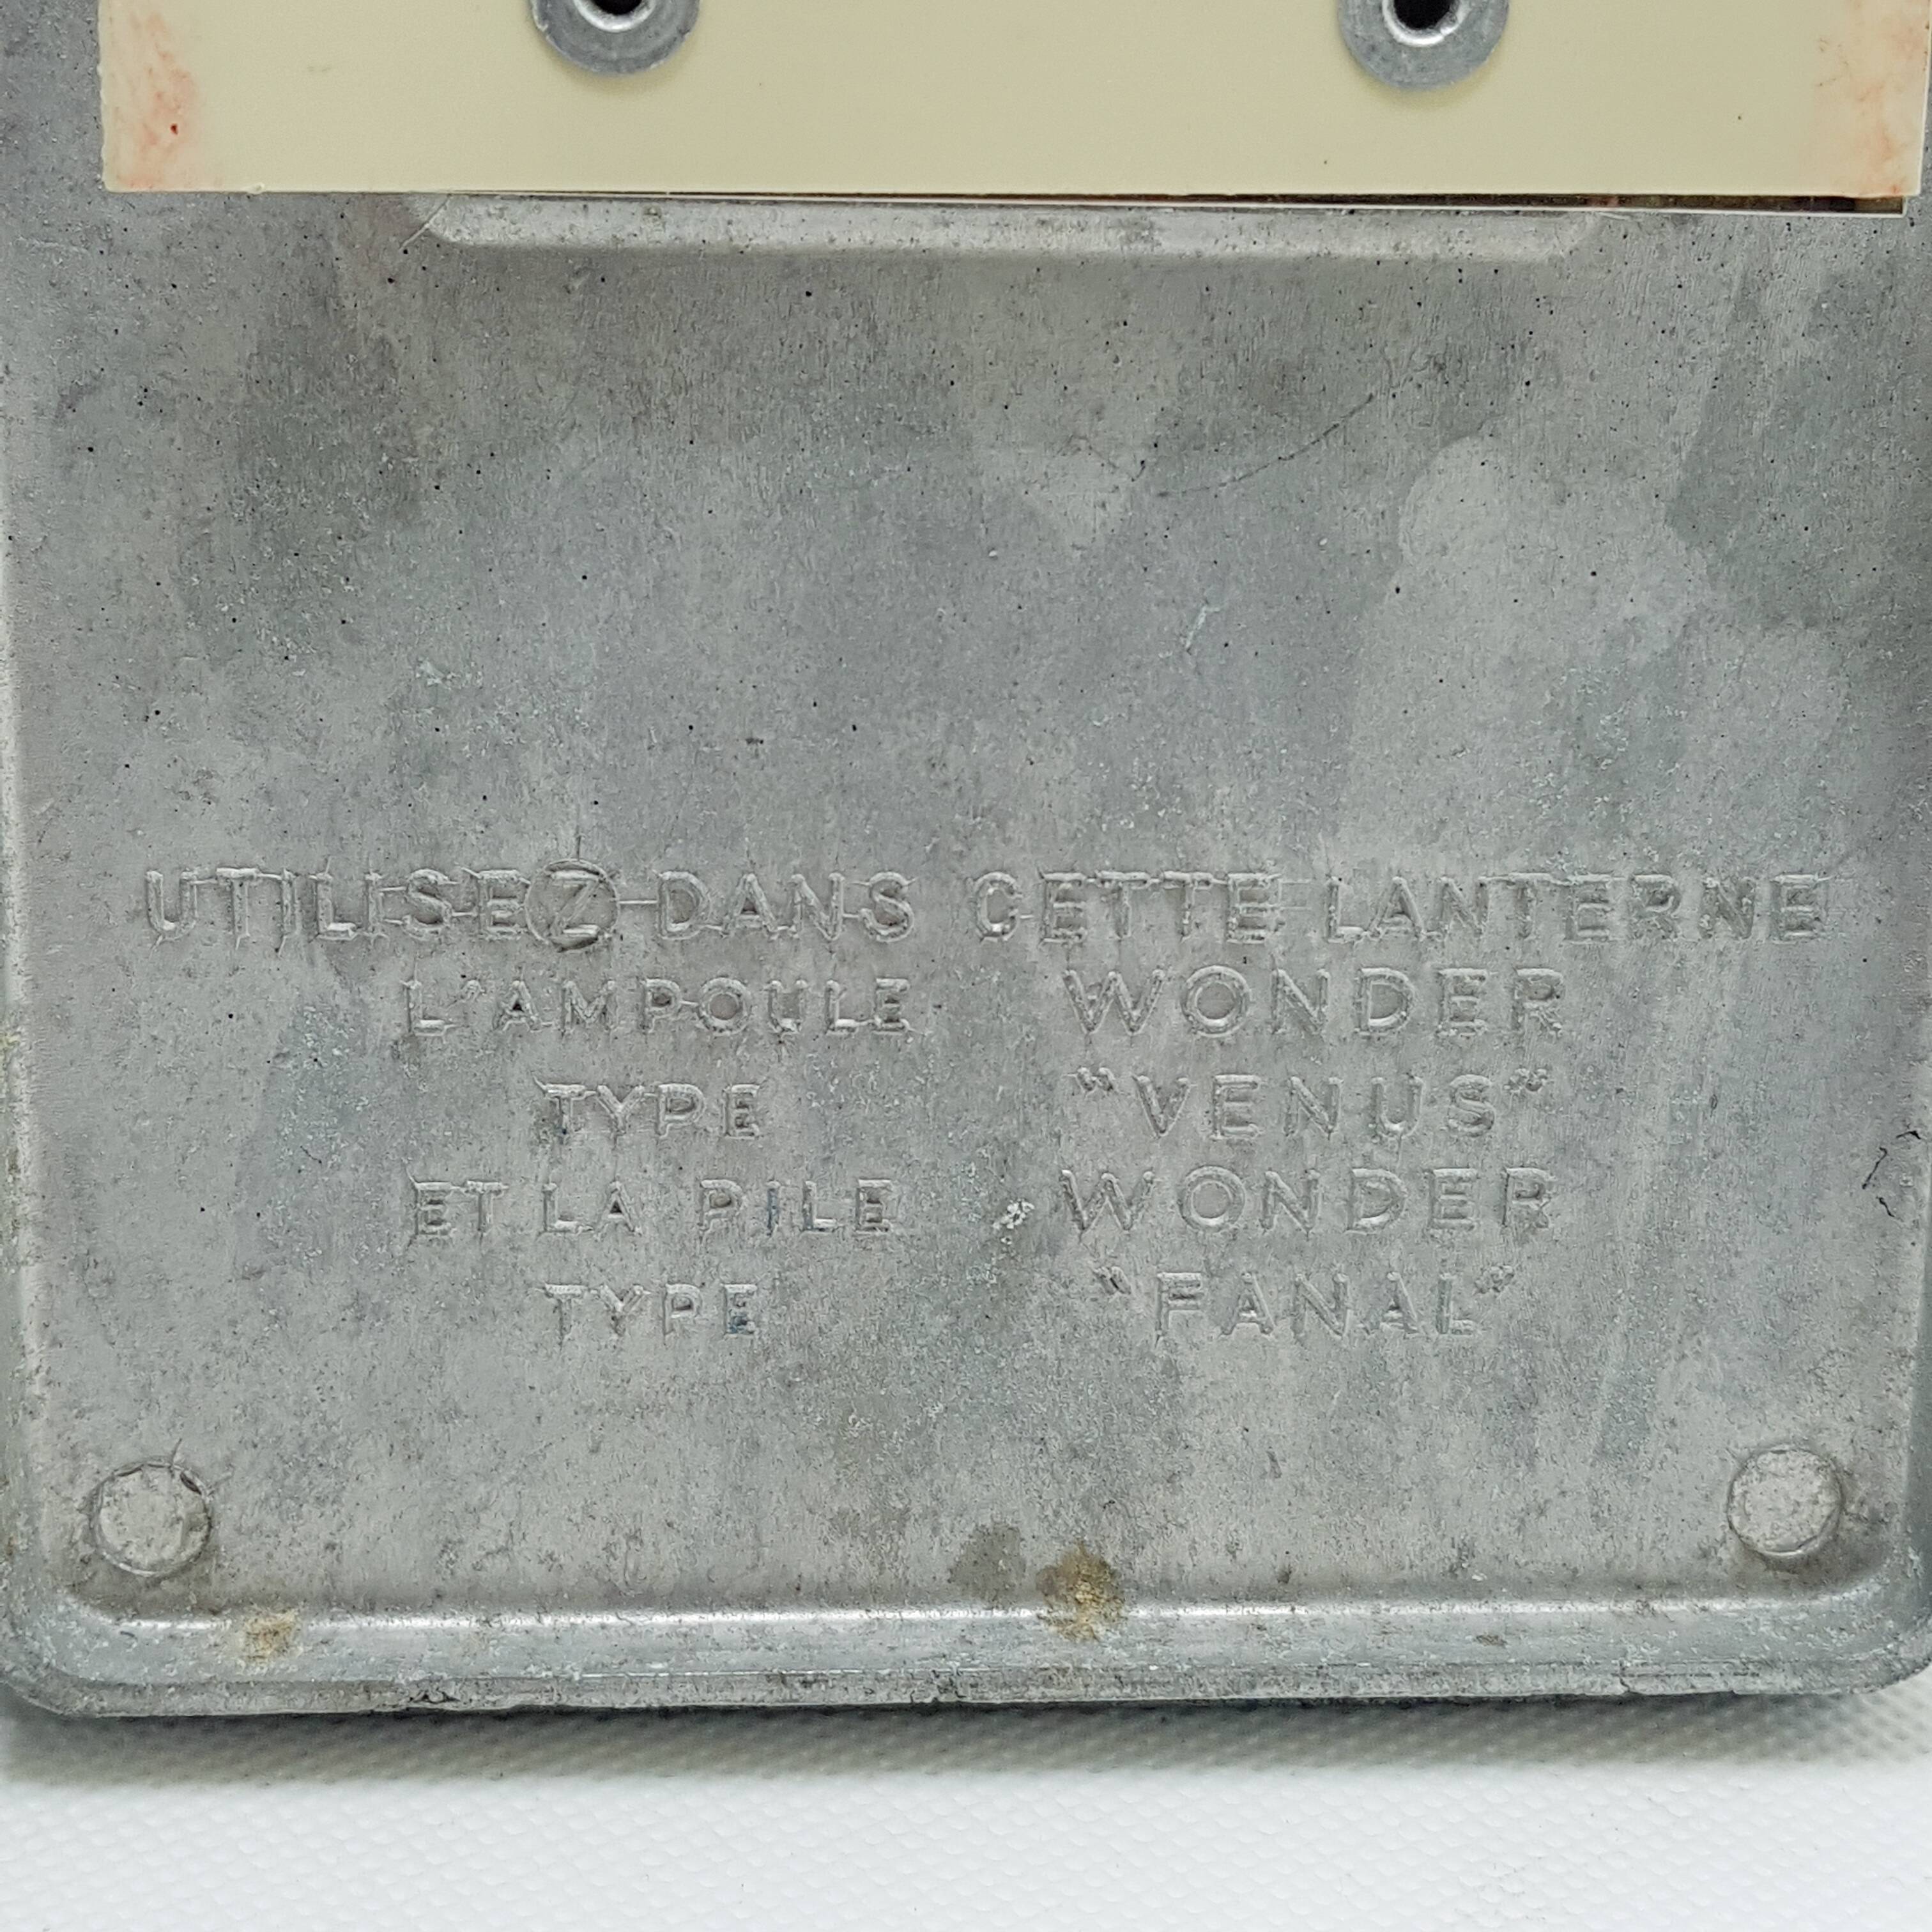 UTILISEZ DANS CETTE LANTERNE
L'AMPOULE WONDER
TYPE "VENUS"
ET LA PILE WONDER
TYPE "FANAL"